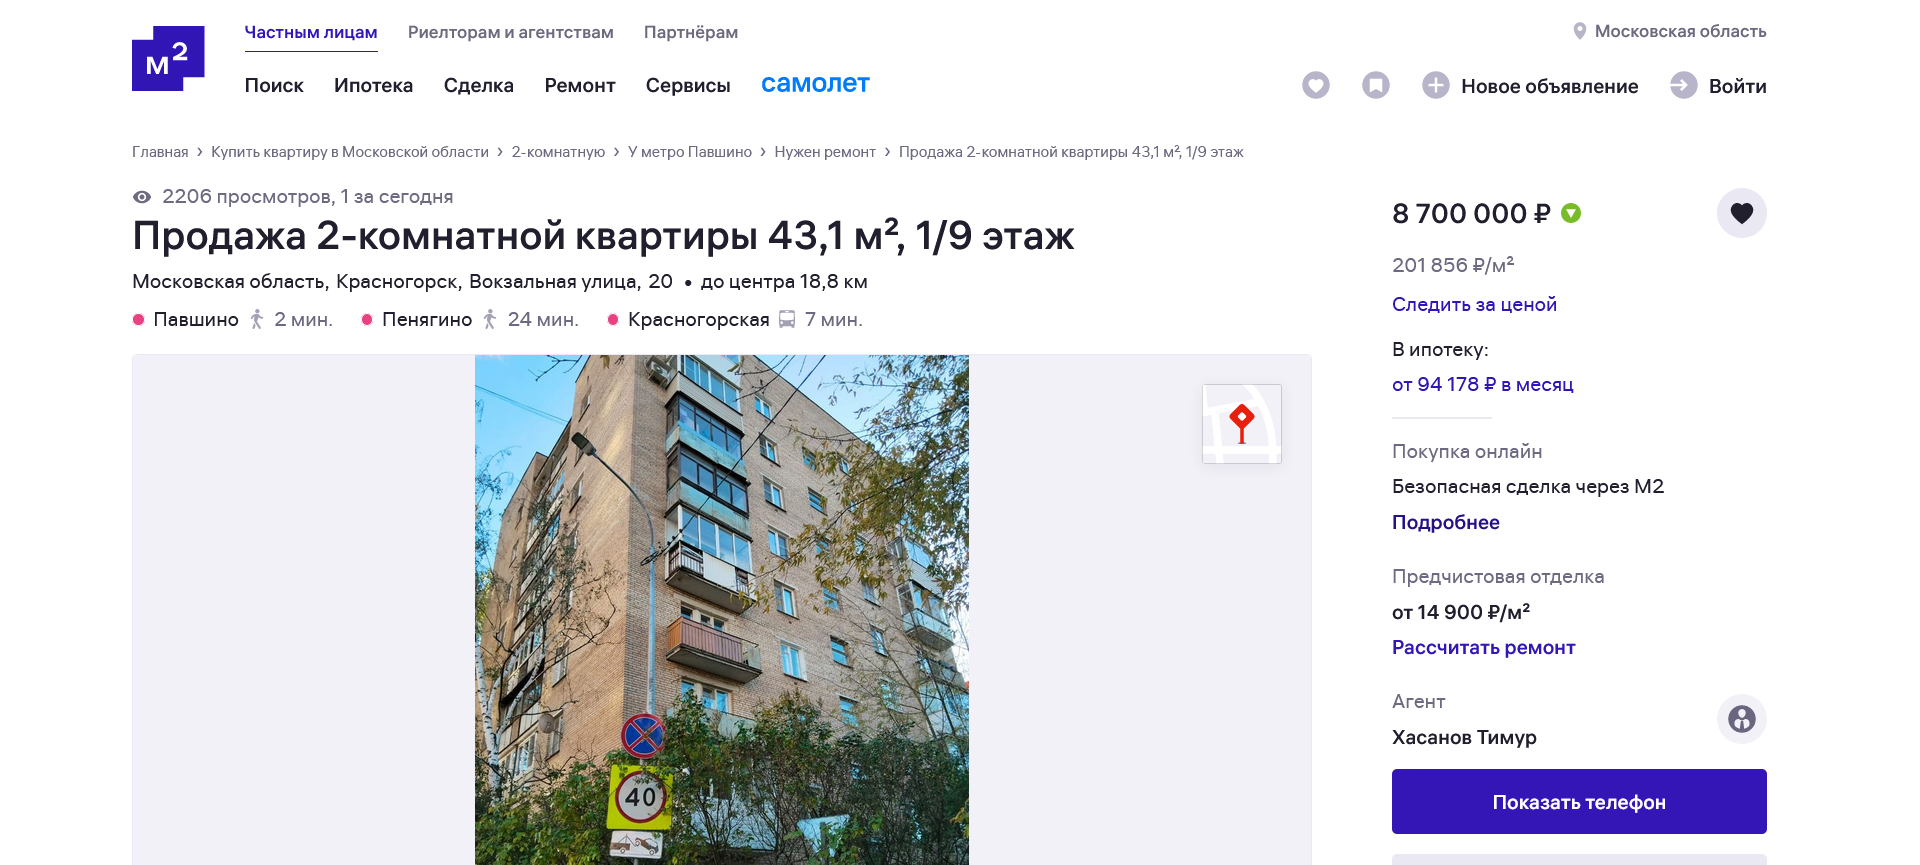 м²
Частным лицам
Риелторам и агентствам
Партнёрам
Московская область
Поиск
Ипотека
Сделка
Ремонт
Сервисы
самолет
Новое объявление
Войти
Главная › Купить квартиру в Московской области › 2-комнатную › У метро Павшино › Нужен ремонт › Продажа 2-комнатной квартиры 43,1 м², 1/9 этаж
2206 просмотров, 1 за сегодня
Продажа 2-комнатной квартиры 43,1 м², 1/9 этаж
Московская область, Красногорск, Вокзальная улица, 20 • до центра 18,8 км
Павшино 2 мин.
Пенягино 24 мин.
Красногорская 7 мин.
40
8 700 000 ₽
201 856 ₽/м²
Следить за ценой
В ипотеку:
от 94 178 ₽ в месяц
Покупка онлайн
Безопасная сделка через М2
Подробнее
Предчистовая отделка
от 14 900 ₽/м²
Рассчитать ремонт
Агент
Хасанов Тимур
Показать телефон